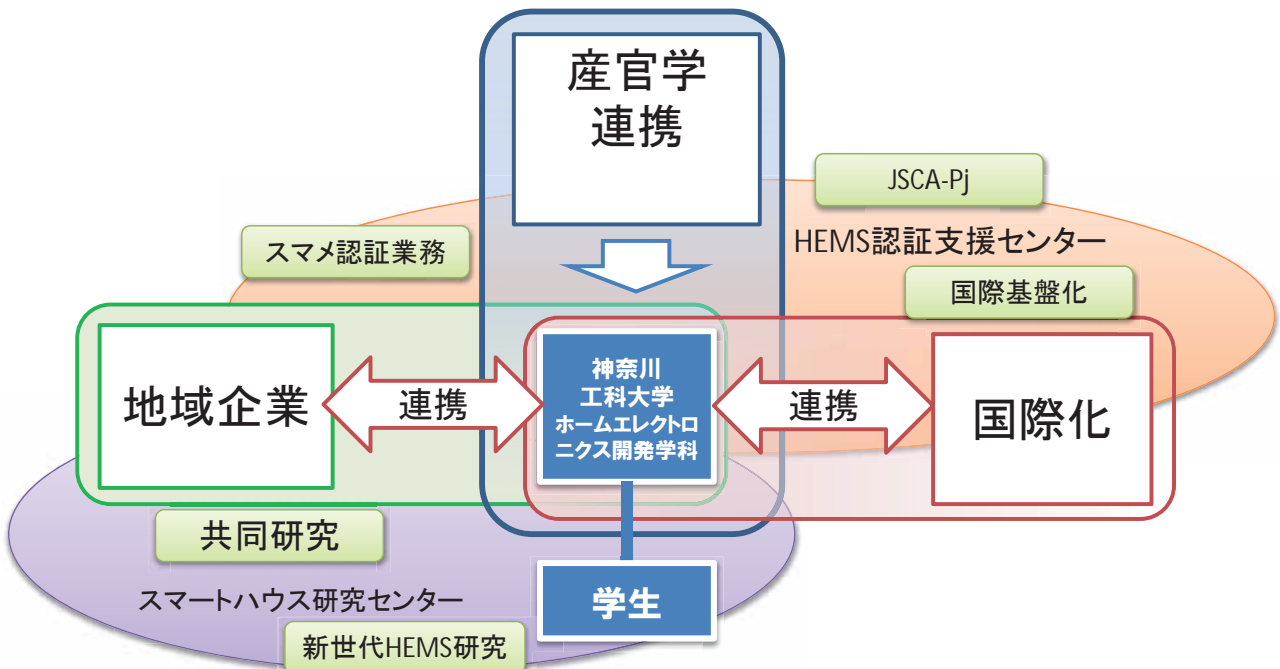 産官学
連携
JSCA-Pj
HEMS認証支援センター
スマメ認証業務
国際基盤化
地域企業
連携
神奈川
工科大学
ホームエレクトロ
ニクス開発学科
連携
国際化
共同研究
スマートハウス研究センター
学生
新世代HEMS研究